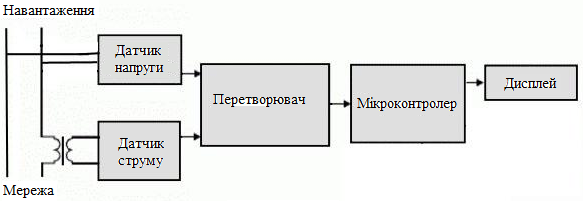 Навантаження
Датчик
напруги
Перетворювач
Мікроконтролер
Дисплей
Датчик
струму
Мережа